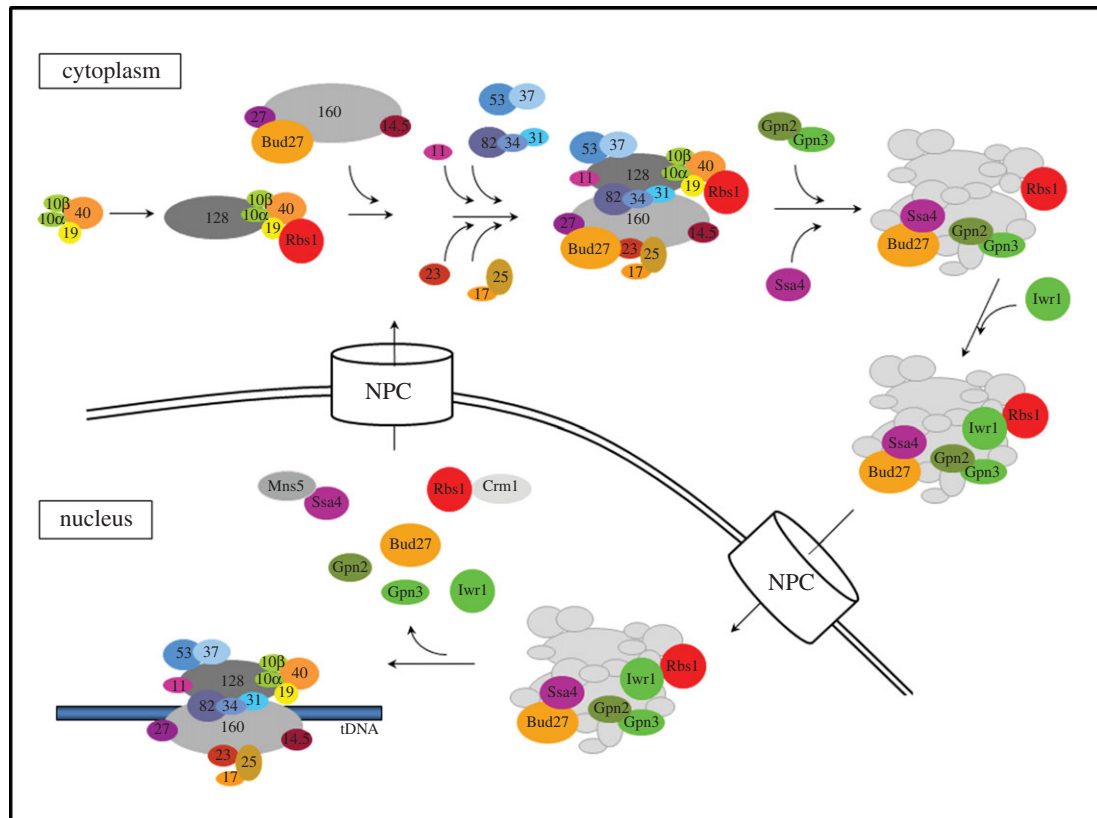 cytoplasm
27
160
14.5
Bud27
53
37
82
34
31
11
10β
10α
40
19
128
10β
10α
40
19
Rbs1
23
25
17
53
37
11
128
10β
10α
40
19
Rbs1
82
34
31
160
27
14.5
Bud27
23
25
17
Gpn2
Gpn3
Ssa4
Rbs1
Ssa4
Bud27
Gpn2
Gpn3
Iwr1
Rbs1
Iwr1
Ssa4
Bud27
Gpn2
Gpn3
NPC
NPC
nucleus
Mns5
Ssa4
Rbs1
Crm1
Bud27
Gpn2
Gpn3
Iwr1
Rbs1
Iwr1
Ssa4
Bud27
Gpn2
Gpn3
53
37
11
128
10β
10α
40
19
82
34
31
160
tDNA
27
14.5
23
25
17